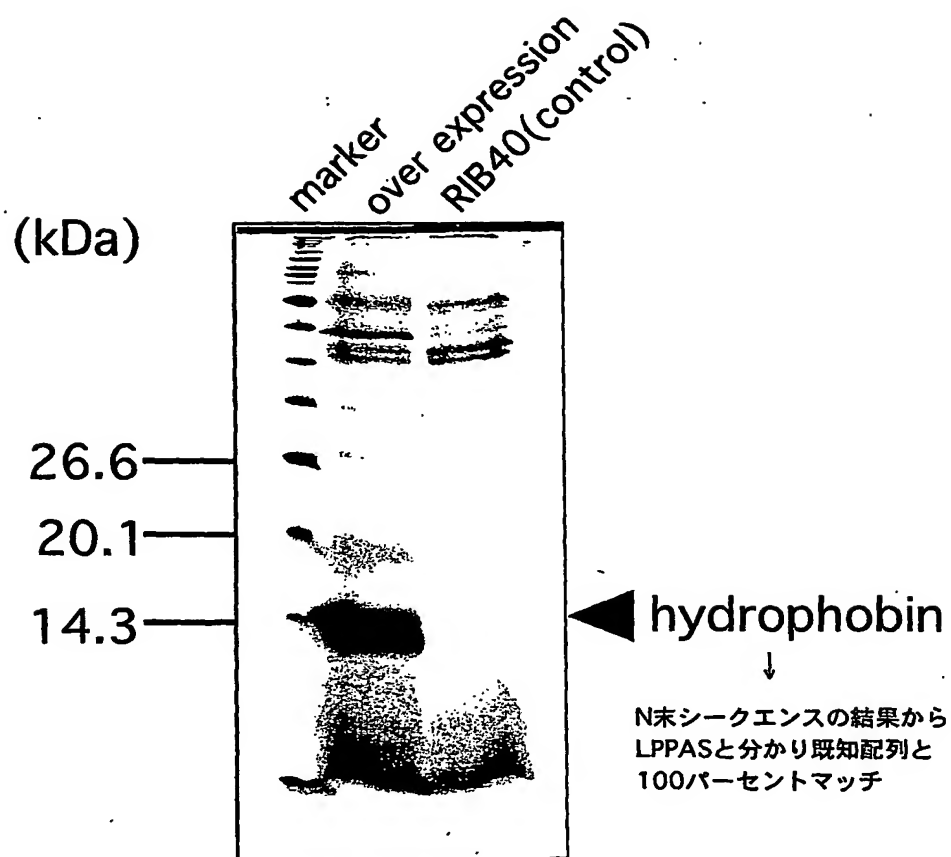 marker
over expression
RIB40(control)
(kDa)
26.6
20.1
14.3
hydrophobin
↓
N末シークエンスの結果から
LPPASと分かり既知配列と
100パーセントマッチ